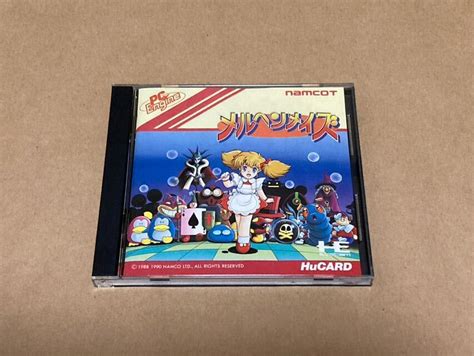 PC Engine
namcot
メルヘンメイズ
© 1988 1990 NAMCO LTD., ALL RIGHTS RESERVED
HuCARD